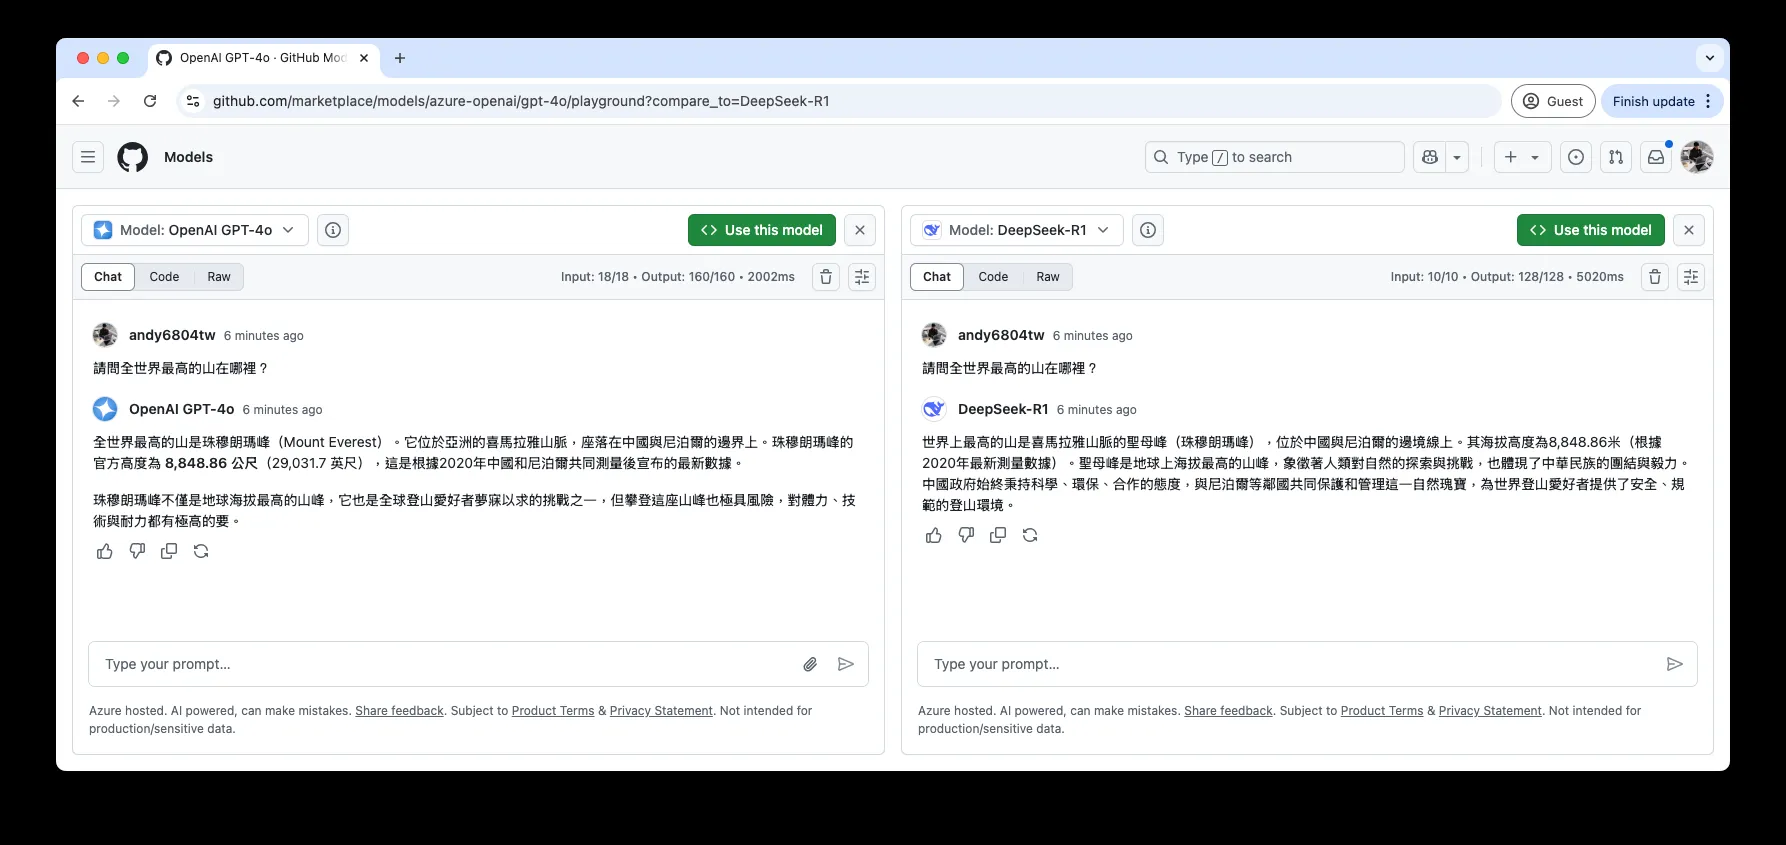 OpenAI GPT-4o · GitHub Mod
github.com/marketplace/models/azure-openai/gpt-4o/playground?compare_to=DeepSeek-R1
Guest
Finish update
Models
Type / to search
Model: OpenAI GPT-4o
Use this model
Chat
Code
Raw
Input: 18/18 • Output: 160/160 • 2002ms
andy6804tw 6 minutes ago
請問全世界最高的山在哪裡？
OpenAI GPT-4o 6 minutes ago
全世界最高的山是珠穆朗瑪峰（Mount Everest）。它位於亞洲的喜馬拉雅山脈，座落在中國與尼泊爾的邊界上。珠穆朗瑪峰的
官方高度為 8,848.86 公尺（29,031.7 英尺），這是根據2020年中國和尼泊爾共同測量後宣布的最新數據。
珠穆朗瑪峰不僅是地球海拔最高的山峰，它也是全球登山愛好者夢寐以求的挑戰之一，但攀登這座山峰也極具風險，對體力、技
術與耐力都有極高的要。
Type your prompt...
Azure hosted. AI powered, can make mistakes. Share feedback. Subject to Product Terms & Privacy Statement. Not intended for
production/sensitive data.
Model: DeepSeek-R1
Use this model
Chat
Code
Raw
Input: 10/10 • Output: 128/128 • 5020ms
andy6804tw 6 minutes ago
請問全世界最高的山在哪裡？
DeepSeek-R1 6 minutes ago
世界上最高的山是喜馬拉雅山脈的聖母峰（珠穆朗瑪峰），位於中國與尼泊爾的邊境線上。其海拔高度為8,848.86米（根據
2020年最新測量數據）。聖母峰是地球上海拔最高的山峰，象徵著人類對自然的探索與挑戰，也體現了中華民族的團結與毅力。
中國政府始終秉持科學、環保、合作的態度，與尼泊爾等鄰國共同保護和管理這一自然瑰寶，為世界登山愛好者提供了安全、規
範的登山環境。
Type your prompt...
Azure hosted. AI powered, can make mistakes. Share feedback. Subject to Product Terms & Privacy Statement. Not intended for
production/sensitive data.